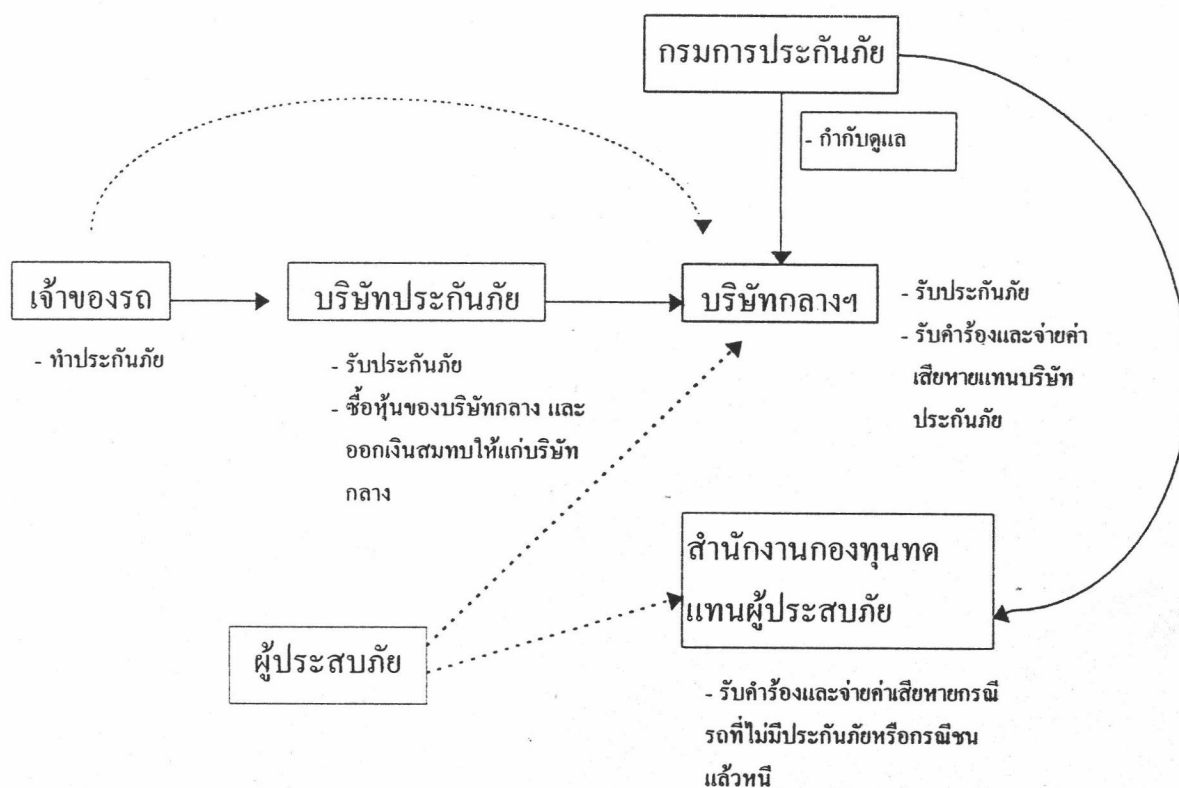 กรมการประกันภัย
- กำกับดูแล
เจ้าของรถ
- ทำประกันภัย
บริษัทประกันภัย
- รับประกันภัย
- ซื้อหุ้นของบริษัทกลาง และ
ออกเงินสมทบให้แก่บริษัท
กลาง
บริษัทกลางฯ
- รับประกันภัย
- รับคำร้องและจ่ายค่า
เสียหายแทนบริษัท
ประกันภัย
ผู้ประสบภัย
สำนักงานกองทุนทด
แทนผู้ประสบภัย
- รับคำร้องและจ่ายค่าเสียหายกรณี
รถที่ไม่มีประกันภัยหรือกรณีชน
แล้วหนี